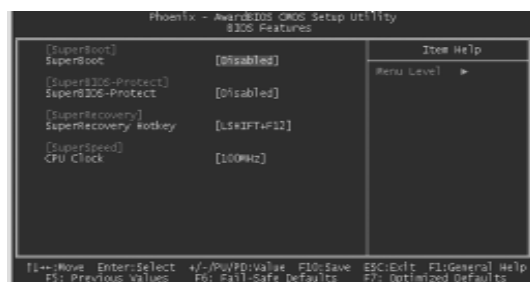 Phoenix - AwardBIOS CMOS Setup Utility
BIOS Features
[SuperBoot]
SuperBoot [Disabled]
[SuperBIOS-Protect]
SuperBIOS-Protect [Disabled]
[SuperRecovery]
SuperRecovery Hotkey [LSHIFT+F12]
[SuperSpeed]
CPU Clock [100MHz]
Item Help
Menu Level ►
↑↓→←:Move Enter:Select +/-/PU/PD:Value F10:Save ESC:Exit F1:General Help
F5: Previous Values F6: Fail-Safe Defaults F7: Optimized Defaults